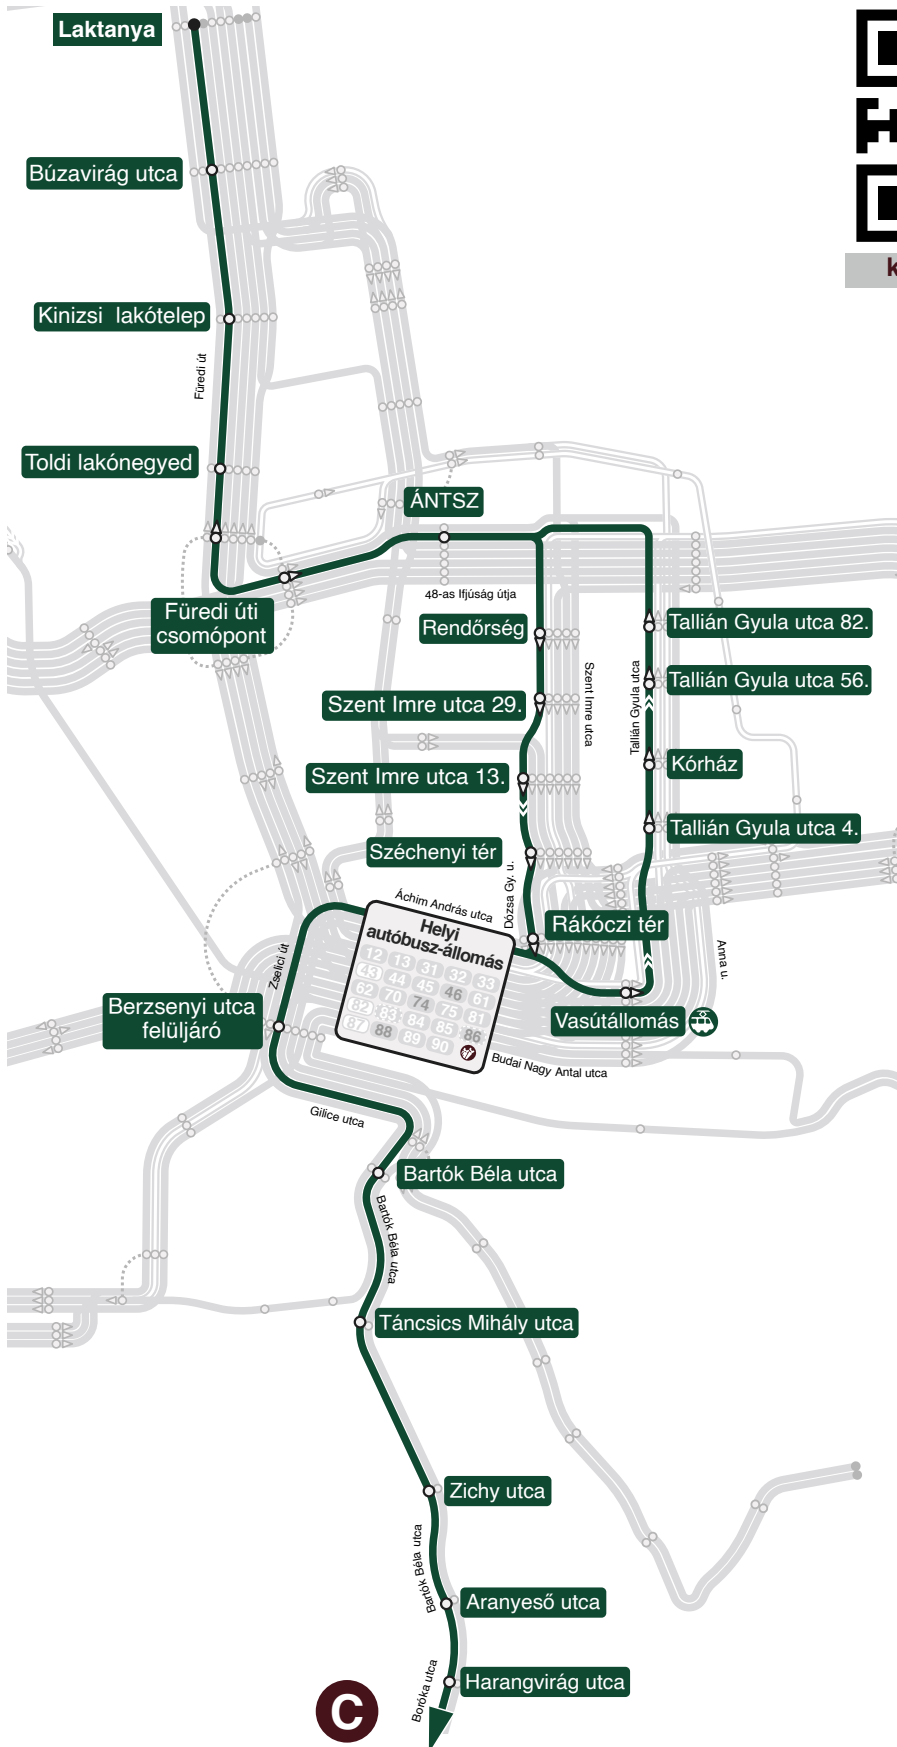 Laktanya
k
Búzavirág utca
Kinizsi lakótelep
Füredi út
Toldi lakónegyed
ÁNTSZ
48-as Ifjúság útja
Füredi úti
csomópont
Rendőrség
Tallián Gyula utca 82.
Szent Imre utca
Tallián Gyula utca
Tallián Gyula utca 56.
Szent Imre utca 29.
Szent Imre utca 13.
Kórház
Tallián Gyula utca 4.
Széchenyi tér
Dózsa Gy. u.
Áchim András utca
Rákóczi tér
Helyi
autóbusz-állomás
12 13 31 32 33
43 44 45 46 61
62 70 74 75 81
82 83 84 85 86
87 88 89 90
Zselici út
Anna u.
Berzsenyi utca
felüljáró
Vasútállomás
Budai Nagy Antal utca
Gilice utca
Bartók Béla utca
Bartók Béla utca
Táncsics Mihály utca
Zichy utca
Bartók Béla utca
Aranyeső utca
Boróka utca
Harangvirág utca
C